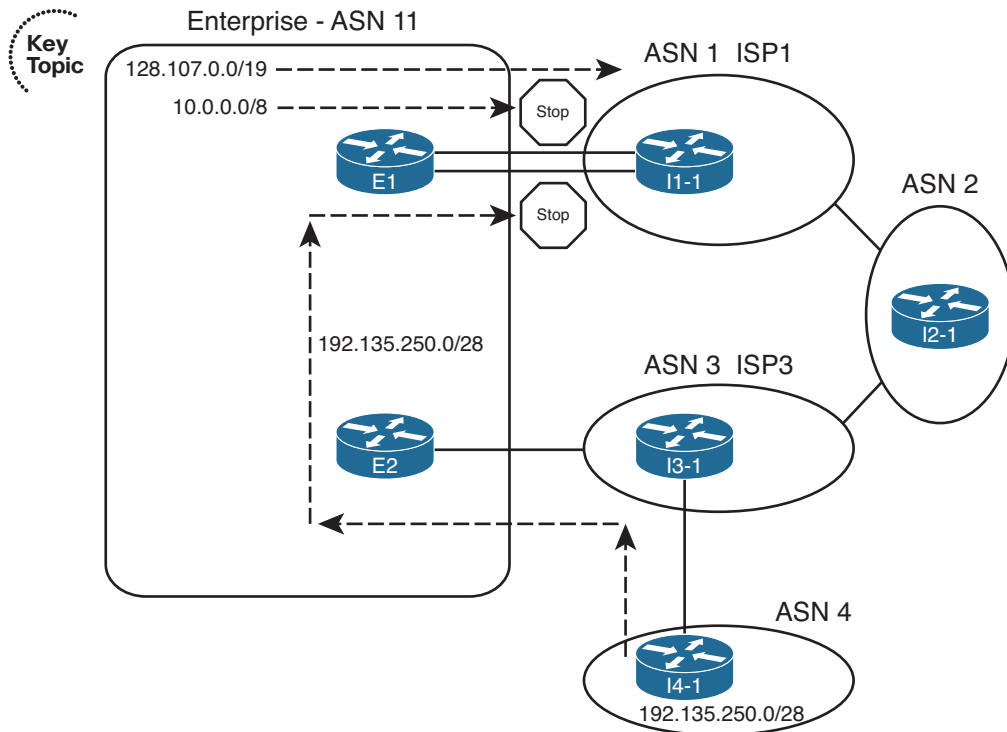 Key
Topic
Enterprise - ASN 11
128.107.0.0/19
10.0.0.0/8
Stop
ASN 1 ISP1
E1
I1-1
Stop
ASN 2
I2-1
192.135.250.0/28
ASN 3 ISP3
E2
I3-1
ASN 4
I4-1
192.135.250.0/28